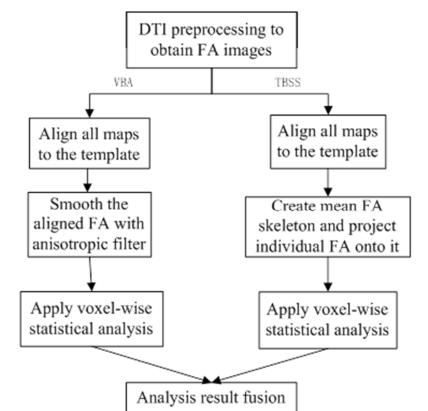 DTI preprocessing to
obtain FA images
VBA
TBSS
Align all maps
to the template
Align all maps
to the template
Smooth the
aligned FA with
anisotropic filter
Create mean FA
skeleton and project
individual FA onto it
Apply voxel-wise
statistical analysis
Apply voxel-wise
statistical analysis
Analysis result fusion